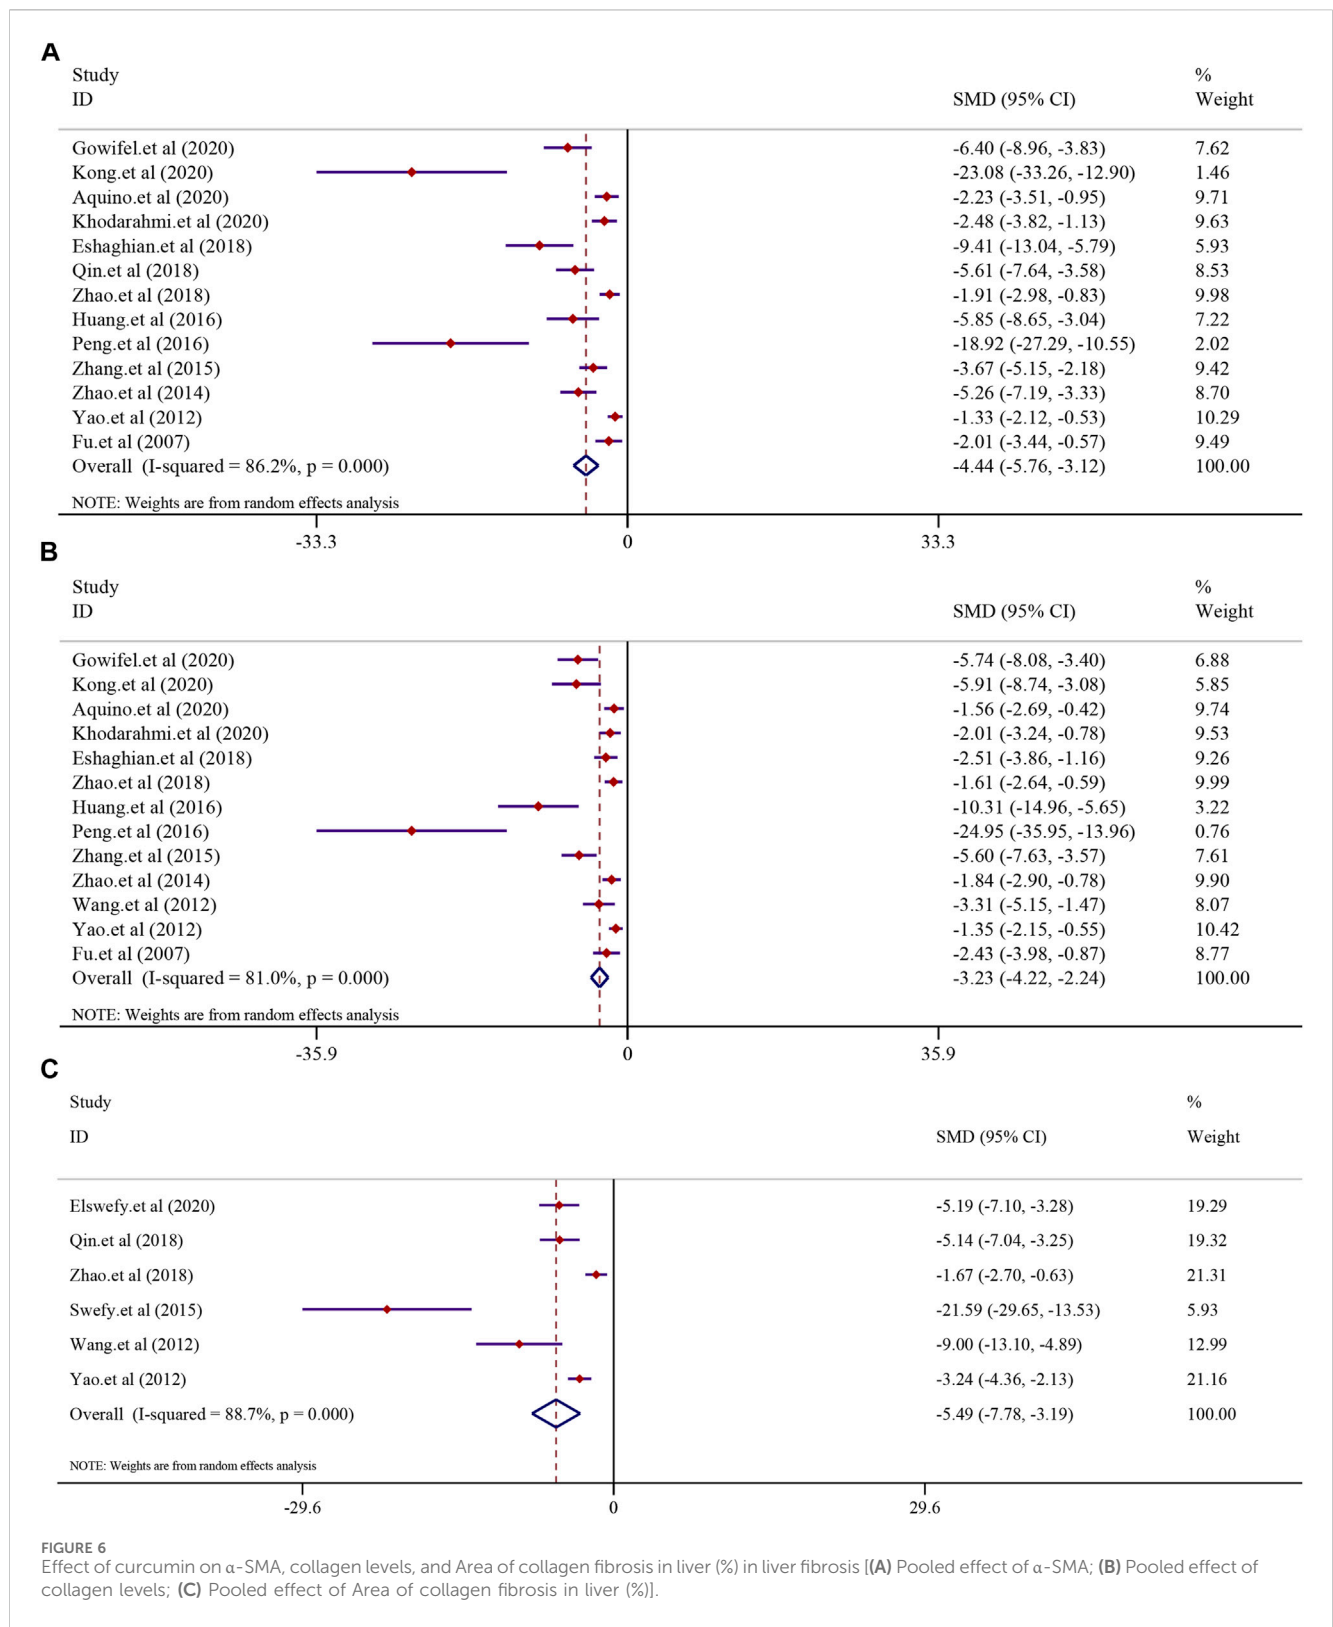 A
Study %
ID SMD (95% CI) Weight
Gowifel.et al (2020) -6.40 (-8.96, -3.83) 7.62
Kong.et al (2020) -23.08 (-33.26, -12.90) 1.46
Aquino.et al (2020) -2.23 (-3.51, -0.95) 9.71
Khodarahmi.et al (2020) -2.48 (-3.82, -1.13) 9.63
Eshaghian.et al (2018) -9.41 (-13.04, -5.79) 5.93
Qin.et al (2018) -5.61 (-7.64, -3.58) 8.53
Zhao.et al (2018) -1.91 (-2.98, -0.83) 9.98
Huang.et al (2016) -5.85 (-8.65, -3.04) 7.22
Peng.et al (2016) -18.92 (-27.29, -10.55) 2.02
Zhang.et al (2015) -3.67 (-5.15, -2.18) 9.42
Zhao.et al (2014) -5.26 (-7.19, -3.33) 8.70
Yao.et al (2012) -1.33 (-2.12, -0.53) 10.29
Fu.et al (2007) -2.01 (-3.44, -0.57) 9.49
Overall (I-squared = 86.2%, p = 0.000) -4.44 (-5.76, -3.12) 100.00
NOTE: Weights are from random effects analysis
-33.3 0 33.3
B
Study %
ID SMD (95% CI) Weight
Gowifel.et al (2020) -5.74 (-8.08, -3.40) 6.88
Kong.et al (2020) -5.91 (-8.74, -3.08) 5.85
Aquino.et al (2020) -1.56 (-2.69, -0.42) 9.74
Khodarahmi.et al (2020) -2.01 (-3.24, -0.78) 9.53
Eshaghian.et al (2018) -2.51 (-3.86, -1.16) 9.26
Zhao.et al (2018) -1.61 (-2.64, -0.59) 9.99
Huang.et al (2016) -10.31 (-14.96, -5.65) 3.22
Peng.et al (2016) -24.95 (-35.95, -13.96) 0.76
Zhang.et al (2015) -5.60 (-7.63, -3.57) 7.61
Zhao.et al (2014) -1.84 (-2.90, -0.78) 9.90
Wang.et al (2012) -3.31 (-5.15, -1.47) 8.07
Yao.et al (2012) -1.35 (-2.15, -0.55) 10.42
Fu.et al (2007) -2.43 (-3.98, -0.87) 8.77
Overall (I-squared = 81.0%, p = 0.000) -3.23 (-4.22, -2.24) 100.00
NOTE: Weights are from random effects analysis
-35.9 0 35.9
C
Study %
ID SMD (95% CI) Weight
Elswefy.et al (2020) -5.19 (-7.10, -3.28) 19.29
Qin.et al (2018) -5.14 (-7.04, -3.25) 19.32
Zhao.et al (2018) -1.67 (-2.70, -0.63) 21.31
Swefy.et al (2015) -21.59 (-29.65, -13.53) 5.93
Wang.et al (2012) -9.00 (-13.10, -4.89) 12.99
Yao.et al (2012) -3.24 (-4.36, -2.13) 21.16
Overall (I-squared = 88.7%, p = 0.000) -5.49 (-7.78, -3.19) 100.00
NOTE: Weights are from random effects analysis
-29.6 0 29.6
FIGURE 6
Effect of curcumin on α-SMA, collagen levels, and Area of collagen fibrosis in liver (%) in liver fibrosis [(A) Pooled effect of α-SMA; (B) Pooled effect of
collagen levels; (C) Pooled effect of Area of collagen fibrosis in liver (%)].